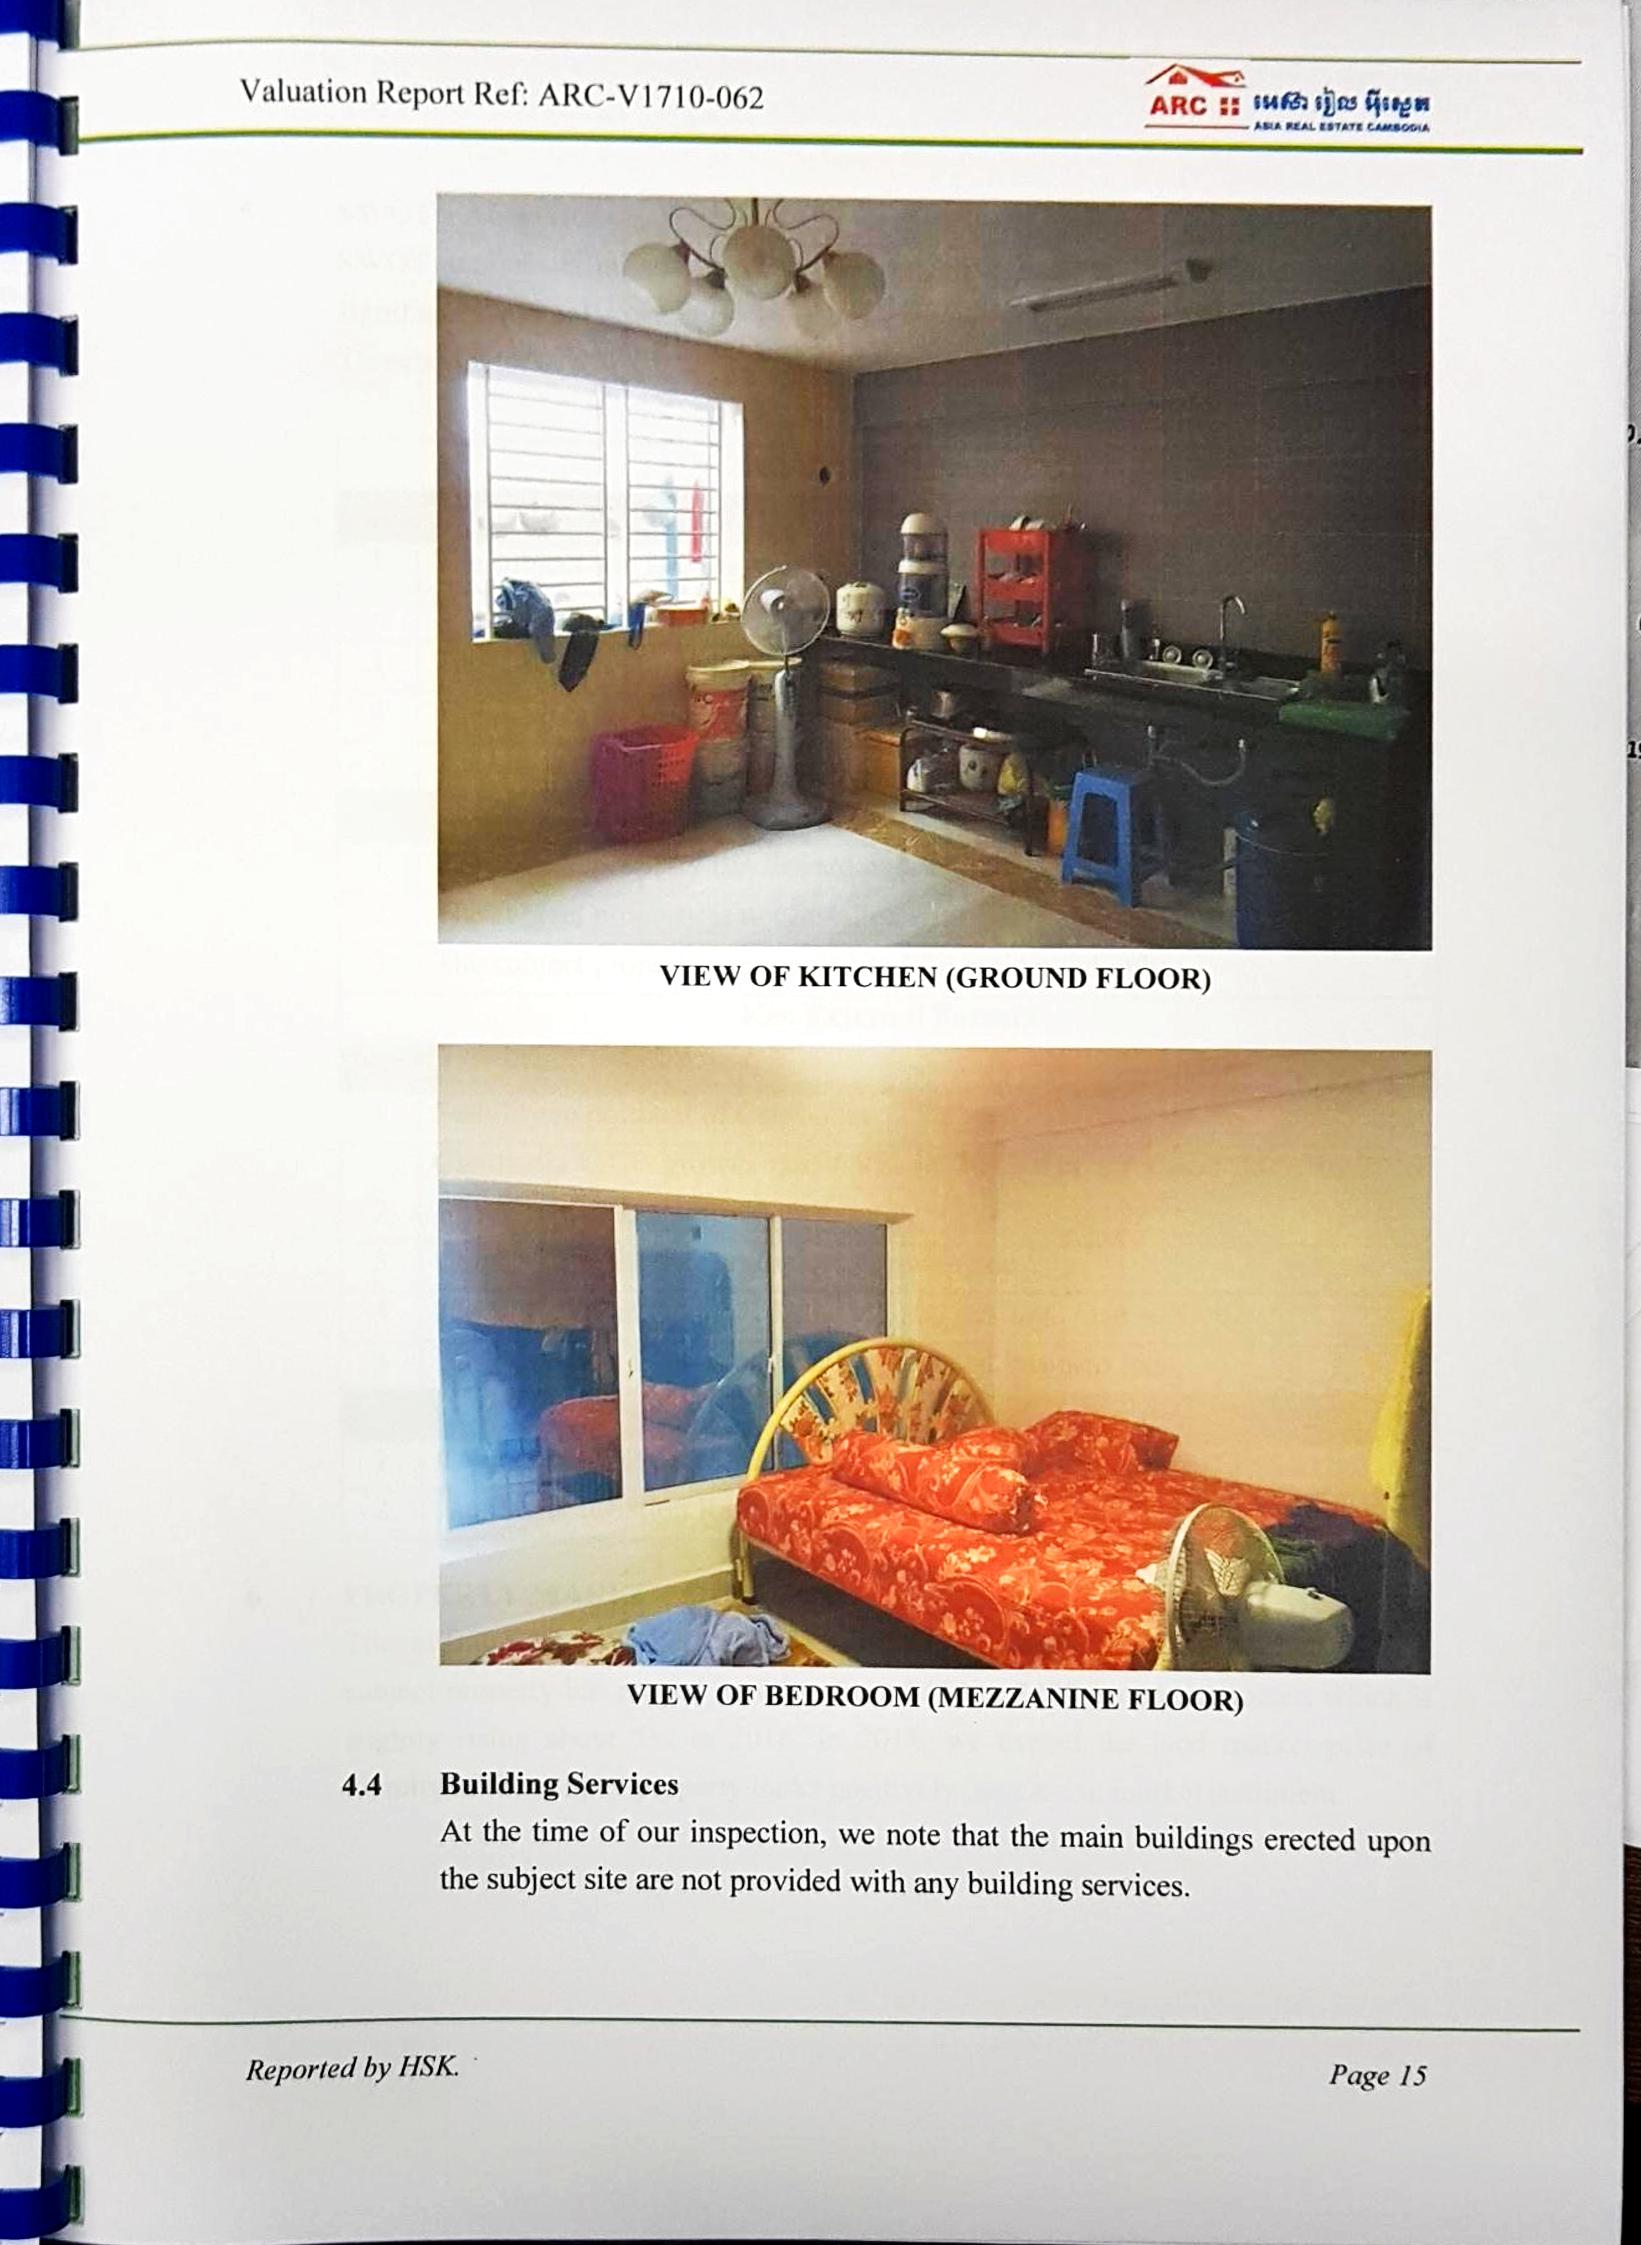 Valuation Report Ref: ARC-V1710-062
ARC
អេស៊ា រៀល អ៊ីស្ទេត
ASIA REAL ESTATE CAMBODIA
VIEW OF KITCHEN (GROUND FLOOR)
VIEW OF BEDROOM (MEZZANINE FLOOR)
4.4 Building Services
At the time of our inspection, we note that the main buildings erected upon
the subject site are not provided with any building services.
Reported by HSK.
Page 15